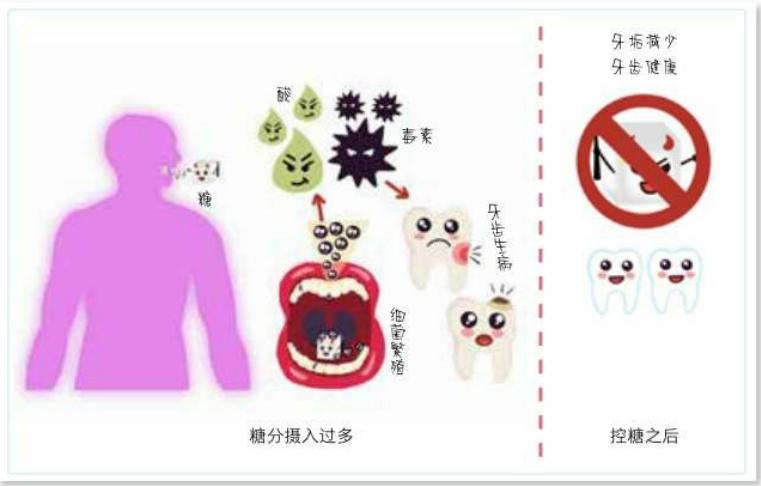 酸
毒素
糖
牙齿生病
细菌繁殖
糖分摄入过多
牙垢减少
牙齿健康
控糖之后